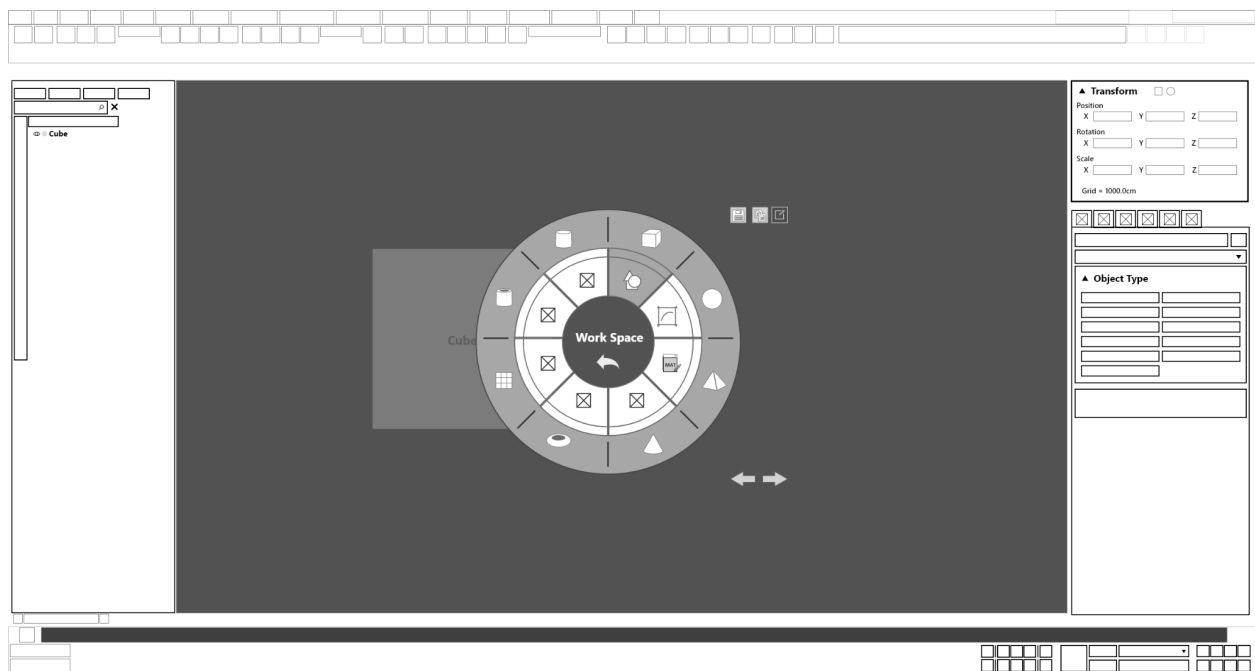 Cube
Transform
Position
X Y Z
Rotation
X Y Z
Scale
X Y Z
Grid = 1000.0cm
Object Type
Cube
Work Space
MAT